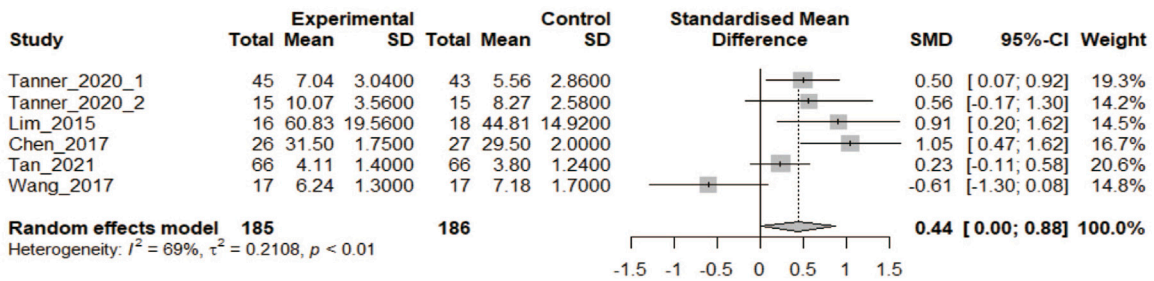 Experimental Control Standardised Mean
Study Total Mean SD Total Mean SD Difference SMD 95%-CI Weight
Tanner_2020_1 45 7.04 3.0400 43 5.56 2.8600 0.50 [ 0.07; 0.92] 19.3%
Tanner_2020_2 15 10.07 3.5600 15 8.27 2.5800 0.56 [-0.17; 1.30] 14.2%
Lim_2015 16 60.83 19.5600 18 44.81 14.9200 0.91 [ 0.20; 1.62] 14.5%
Chen_2017 26 31.50 1.7500 27 29.50 2.0000 1.05 [ 0.47; 1.62] 16.7%
Tan_2021 66 4.11 1.4000 66 3.80 1.2400 0.23 [-0.11; 0.58] 20.6%
Wang_2017 17 6.24 1.3000 17 7.18 1.7000 -0.61 [-1.30; 0.08] 14.8%
Random effects model 185 186 0.44 [ 0.00; 0.88] 100.0%
Heterogeneity: I² = 69%, τ² = 0.2108, p < 0.01
-1.5 -1 -0.5 0 0.5 1 1.5